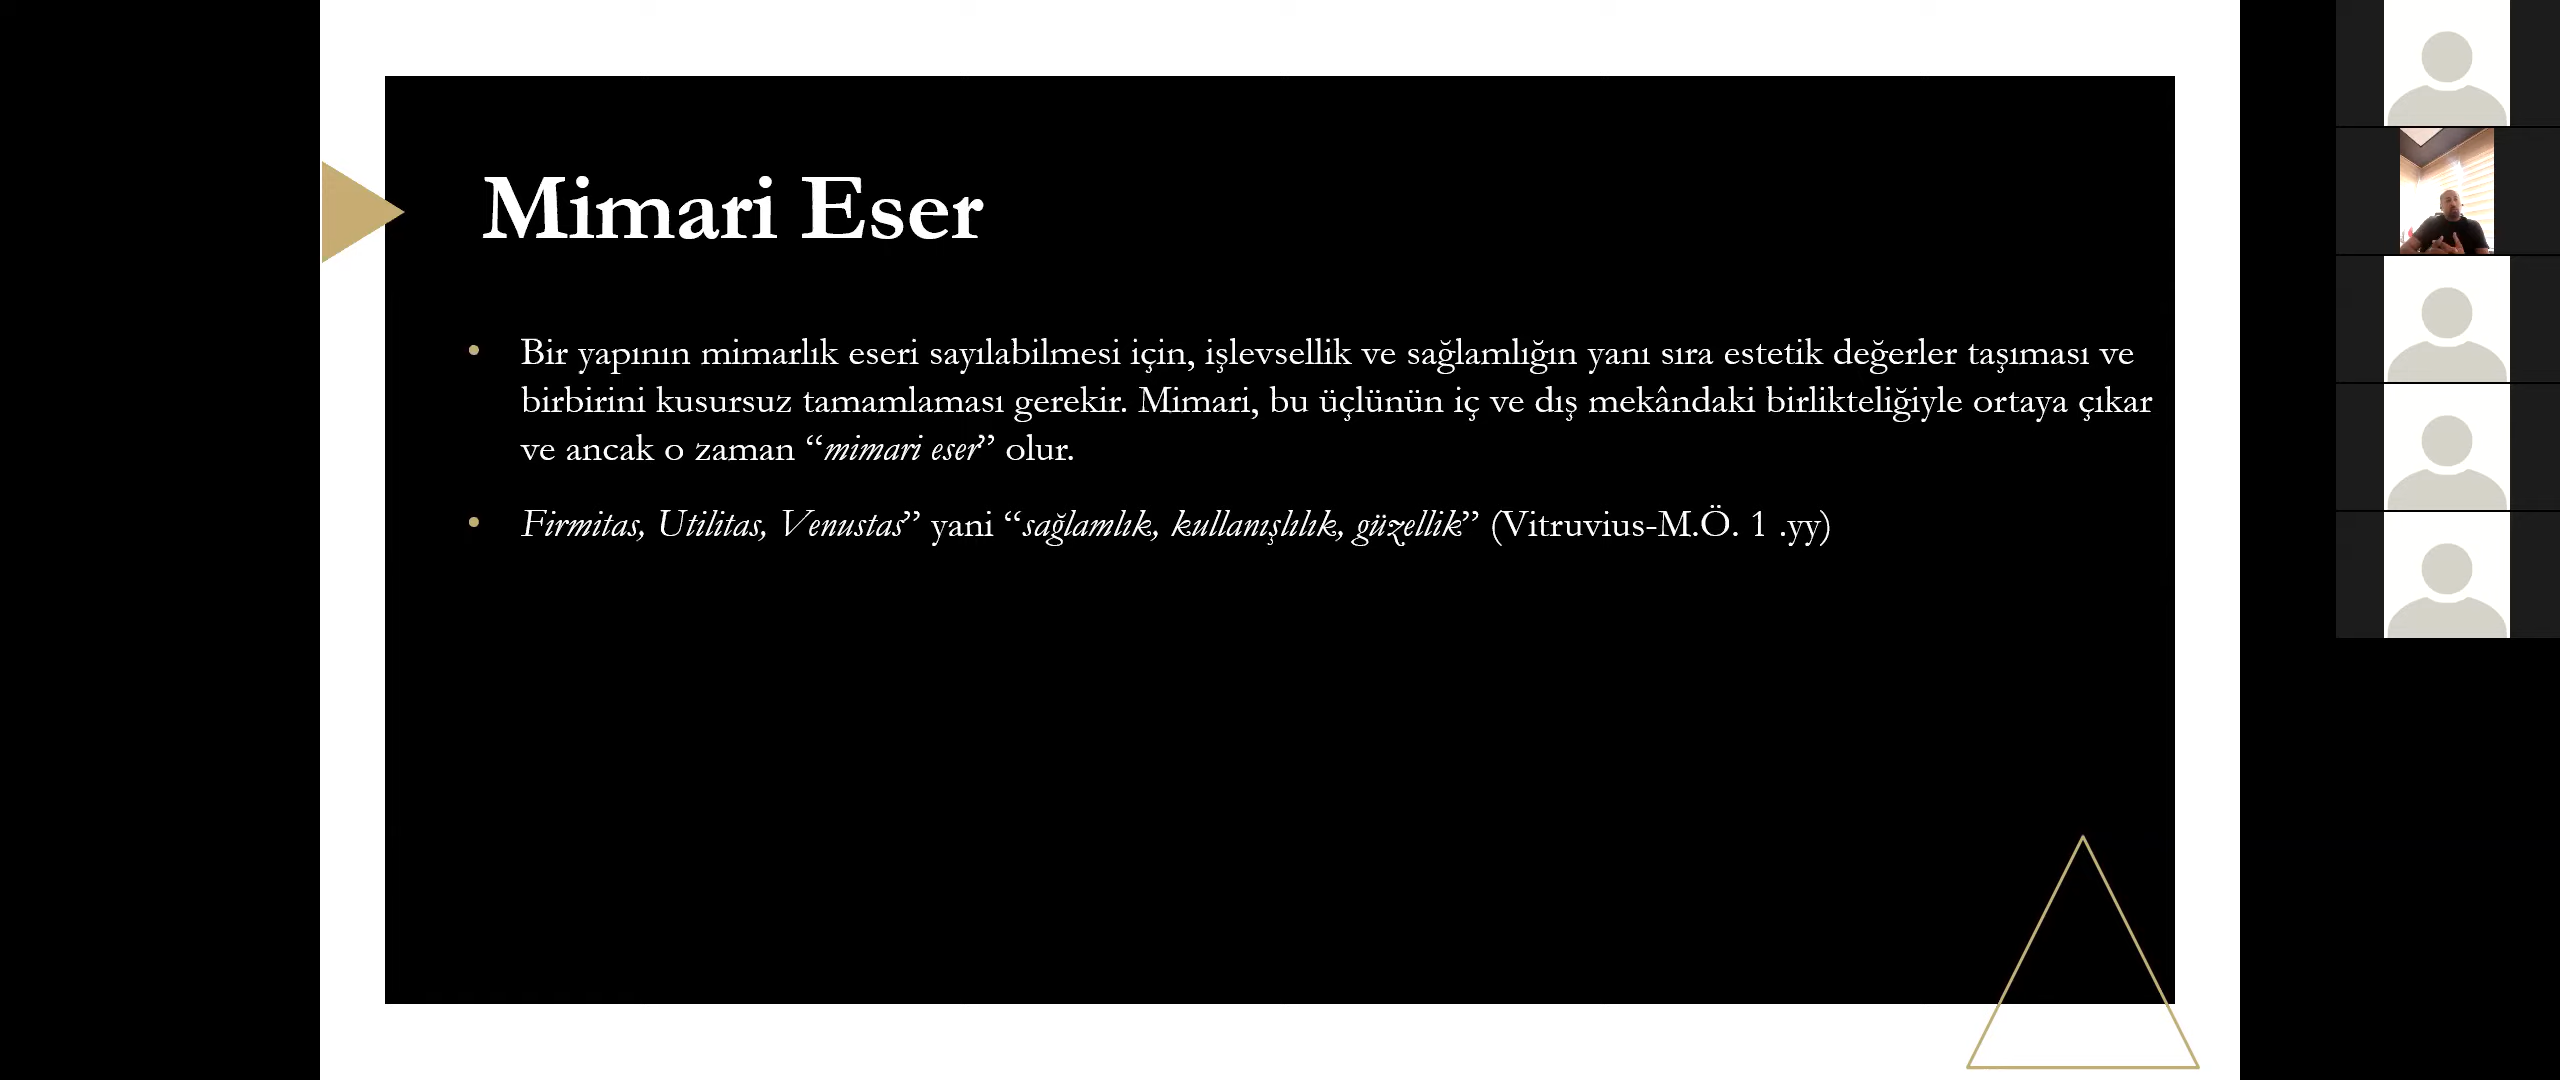 Mimari Eser
• Bir yapının mimarlık eseri sayılabilmesi için, işlevsellik ve sağlamlığın yanı sıra estetik değerler taşıması ve
birbirini kusursuz tamamlaması gerekir. Mimari, bu üçlünün iç ve dış mekândaki birlikteliğiyle ortaya çıkar
ve ancak o zaman “mimari eser” olur.
• Firmitas, Utilitas, Venustas” yani “sağlamlık, kullanışlılık, güzellik” (Vitruvius-M.Ö. 1 .yy)